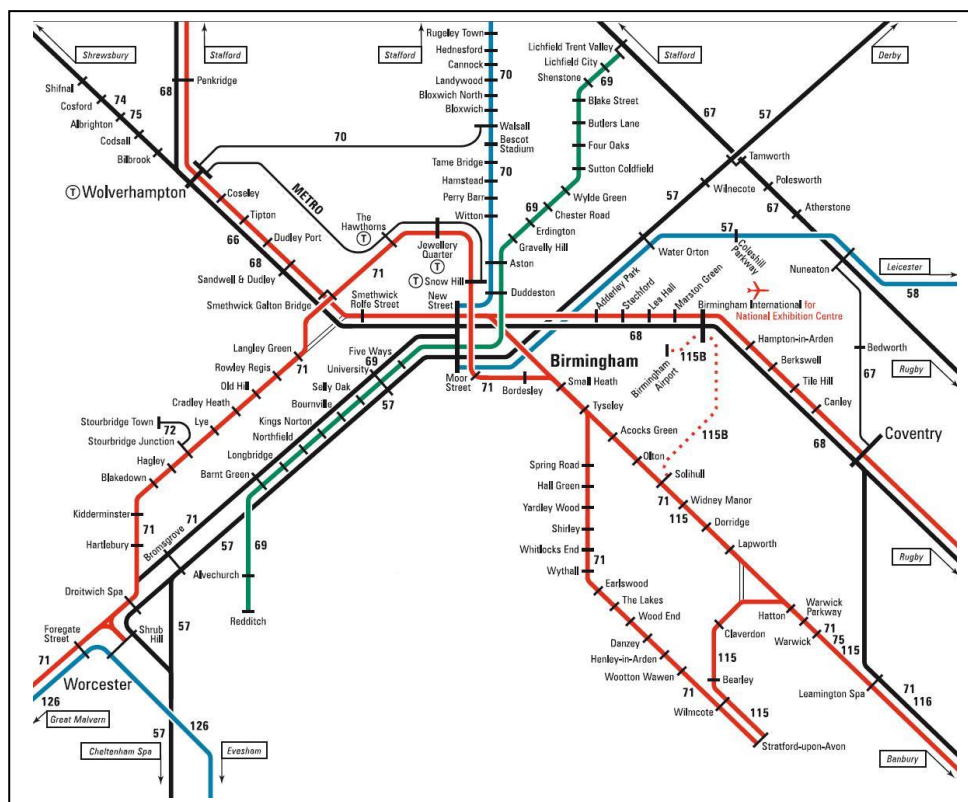 Shrewsbury
Stafford
Stafford
Stafford
Derby
Rugeley Town
Hednesford
Cannock
Landywood
70
Bloxwich North
Bloxwich
Walsall
Bescot
Stadium
Tame Bridge
70
Hamstead
Perry Barr
Witton
Lichfield Trent Valley
Lichfield City
Shenstone
69
Blake Street
Butlers Lane
Four Oaks
Sutton Coldfield
Wylde Green
69
Chester Road
Erdington
Gravelly Hill
Aston
Duddeston
67
57
Tamworth
Wilnecote
57
Polesworth
67
Atherstone
Nuneaton
57
Water Orton
Coleshill
Parkway
Leicester
58
Rugby
Bedworth
67
Shifnal
74
Cosford
75
Albrighton
Codsall
Bilbrook
68
Penkridge
70
T Wolverhampton
METRO
Coseley
Tipton
66
Dudley Port
68
Sandwell & Dudley
The
Hawthorns
T
Jewellery
Quarter
T
T Snow Hill
71
New
Street
Smethwick Galton Bridge
Smethwick
Rolfe Street
Adderley Park
Stechford
Lea Hall
Marston Green
Birmingham International for
National Exhibition Centre
68
Hampton-in-Arden
Berkswell
Tile Hill
Canley
68
Coventry
Rugby
Birmingham
Airport
115B
115B
Birmingham
Moor
Street
71
Bordesley
Small Heath
Tyseley
Acocks Green
Olton
Solihull
71
Widney Manor
115
Dorridge
Lapworth
Hatton
Warwick
Parkway
71
Warwick
75
115
Leamington Spa
71
116
Banbury
Langley Green
71
Rowley Regis
Old Hill
Cradley Heath
Lye
Stourbridge Town
72
Stourbridge Junction
Hagley
Blakedown
Kidderminster
71
Hartlebury
Droitwich Spa
Five Ways
69
University
57
Selly Oak
Bournville
Kings Norton
Northfield
Longbridge
Barnt Green
71
Bromsgrove
57
69
Alvechurch
Redditch
57
Foregate
Street
Shrub
Hill
71
Worcester
126
Great Malvern
126
57
Cheltenham Spa
Evesham
Spring Road
Hall Green
Yardley Wood
Shirley
Whitlocks End
71
Wythall
Earlswood
The Lakes
Wood End
Danzey
Henley-in-Arden
Wootton Wawen
71
Wilmcote
Claverdon
115
Bearley
115
Stratford-upon-Avon